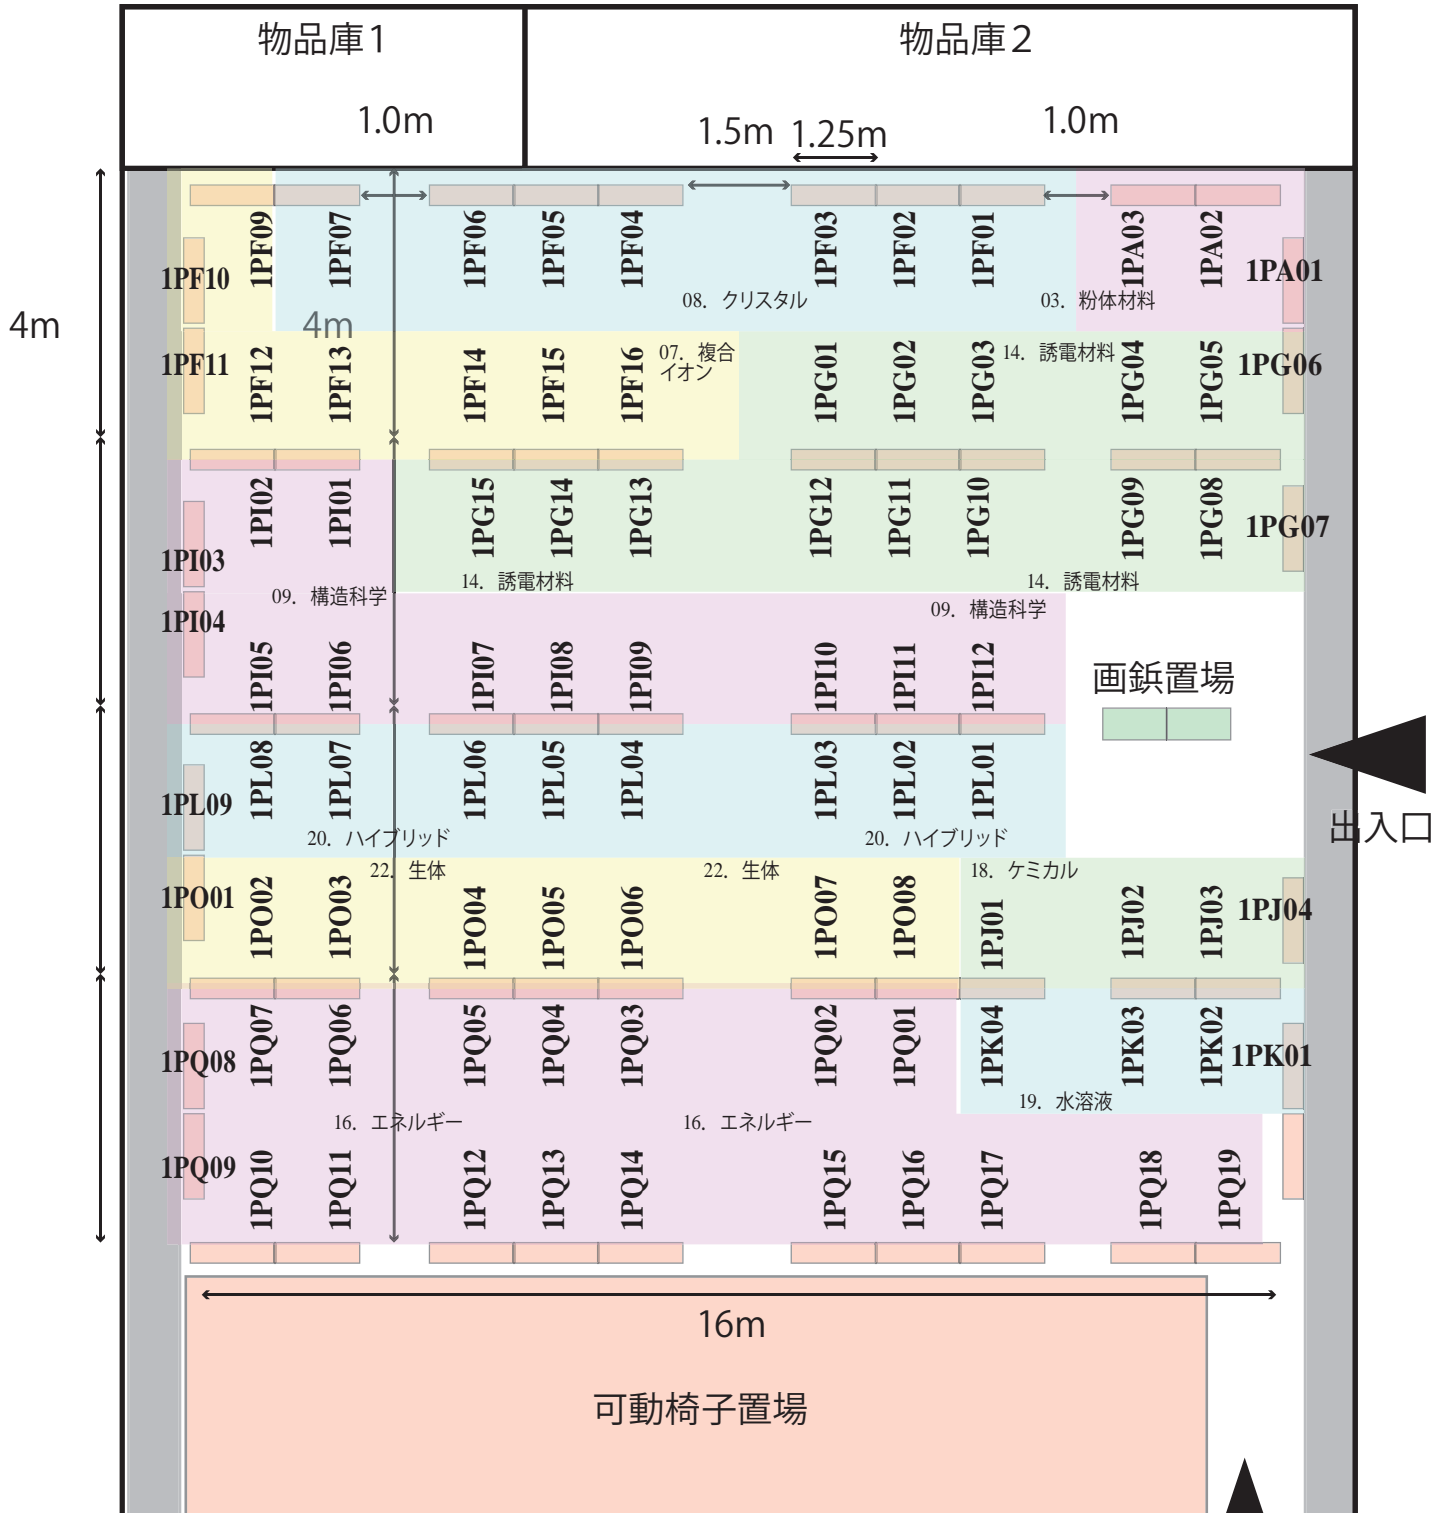 物品庫1
物品庫2
1.0m
1.5m
1.25m
1.0m
1PF09
1PF07
1PF06
1PF05
1PF04
1PF03
1PF02
1PF01
1PA03
1PA02
1PF10
1PA01
08. クリスタル
03. 粉体材料
4m
4m
1PF11
1PF12
1PF13
1PF14
1PF15
1PF16
07. 複合
イオン
1PG01
1PG02
1PG03
14. 誘電材料
1PG04
1PG05
1PG06
1PI02
1PI01
1PG15
1PG14
1PG13
1PG12
1PG11
1PG10
1PG09
1PG08
1PG07
1PI03
14. 誘電材料
14. 誘電材料
09. 構造科学
09. 構造科学
1PI04
1PI05
1PI06
1PI07
1PI08
1PI09
1PI10
1PI11
1PI12
画鋲置場
1PL08
1PL07
1PL06
1PL05
1PL04
1PL03
1PL02
1PL01
1PL09
出入口
20. ハイブリッド
20. ハイブリッド
22. 生体
22. 生体
18. ケミカル
1PO01
1PO02
1PO03
1PO04
1PO05
1PO06
1PO07
1PO08
1PJ01
1PJ02
1PJ03
1PJ04
1PQ07
1PQ06
1PQ05
1PQ04
1PQ03
1PQ02
1PQ01
1PK04
1PK03
1PK02
1PK01
1PQ08
19. 水溶液
16. エネルギー
16. エネルギー
1PQ09
1PQ10
1PQ11
1PQ12
1PQ13
1PQ14
1PQ15
1PQ16
1PQ17
1PQ18
1PQ19
16m
可動椅子置場